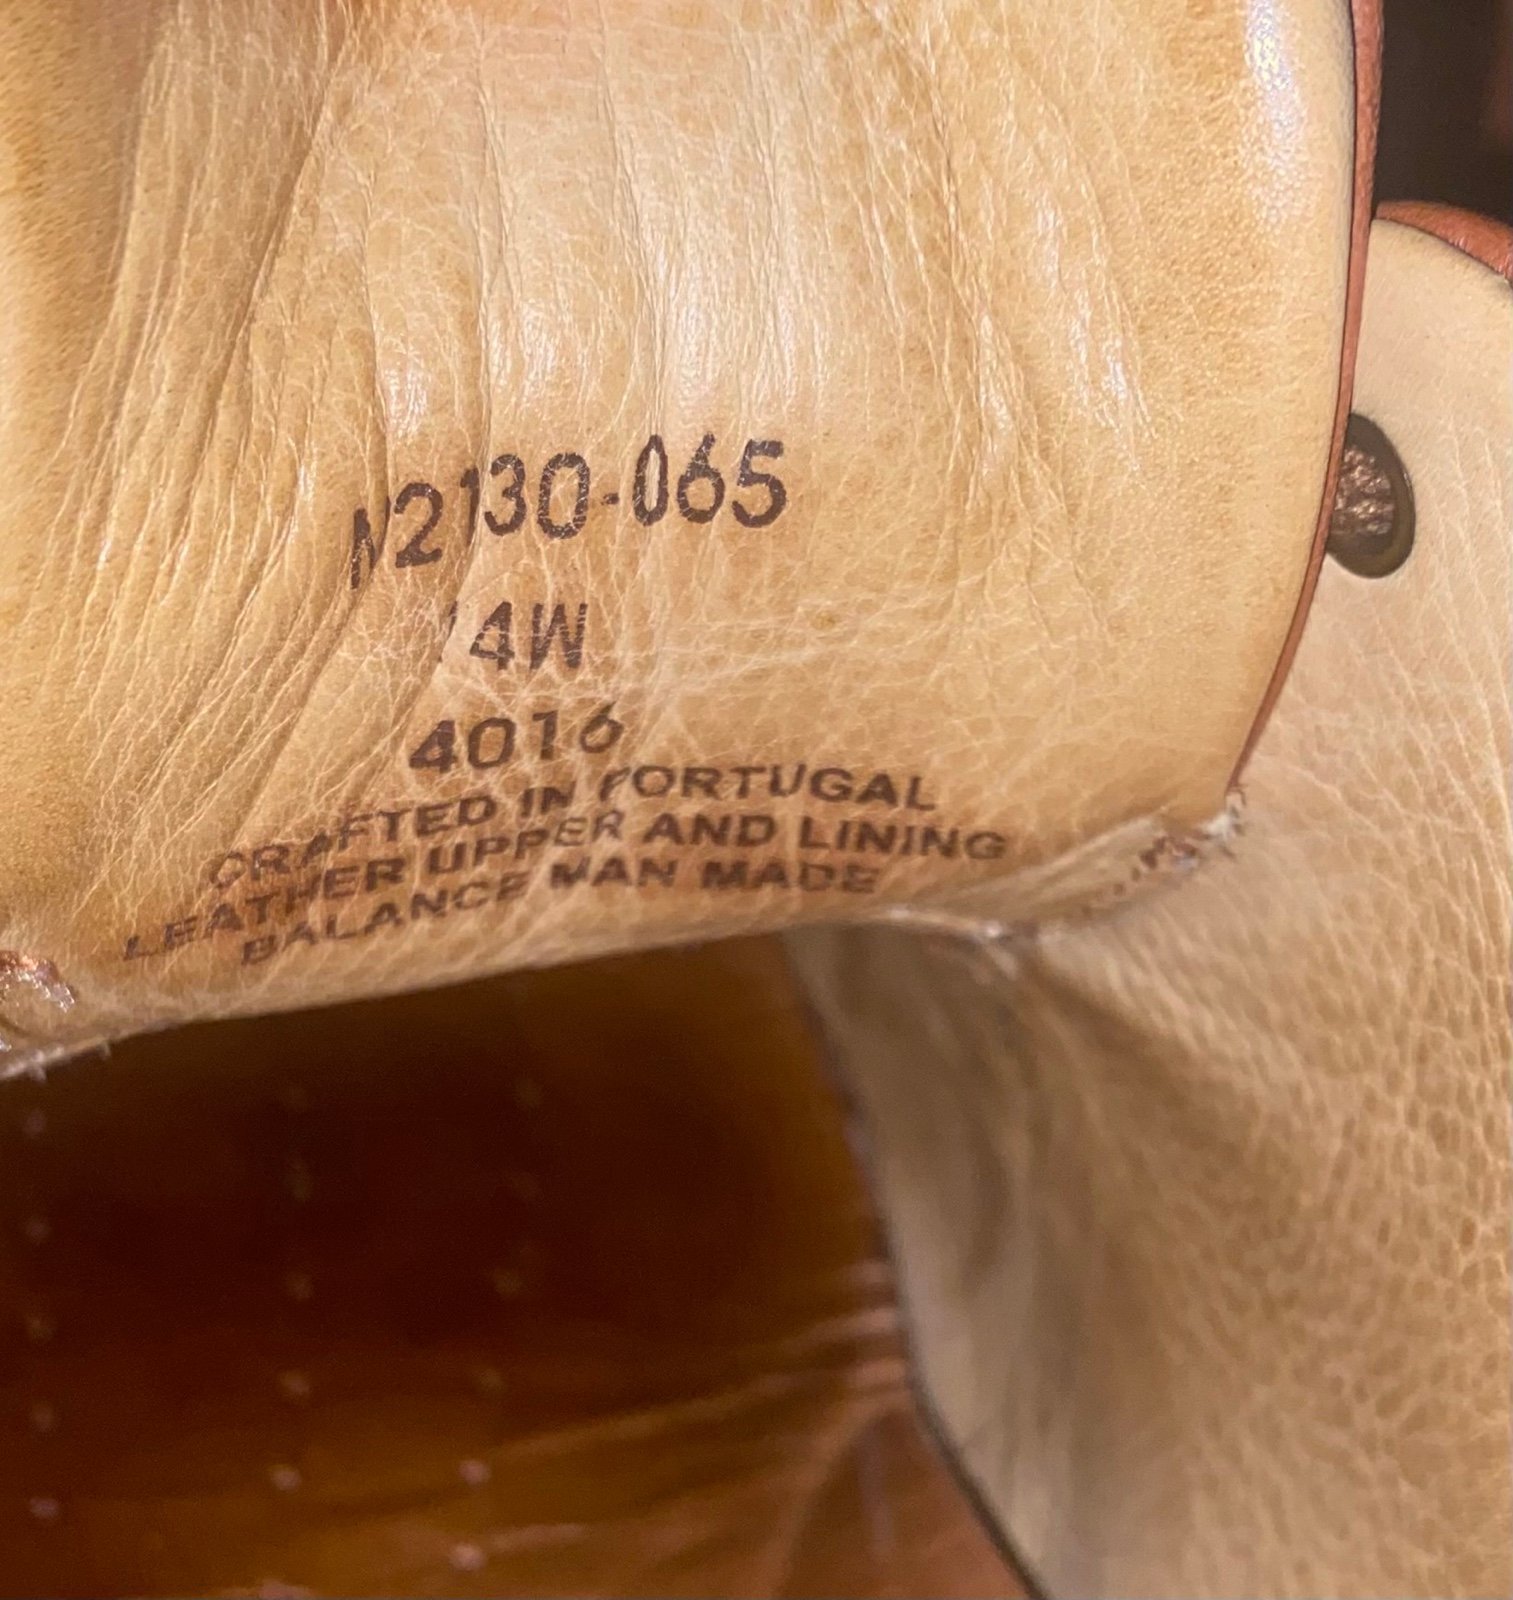 N2130-065
14W
4016
CRAFTED IN PORTUGAL
LEATHER UPPER AND LINING
BALANCE MAN MADE